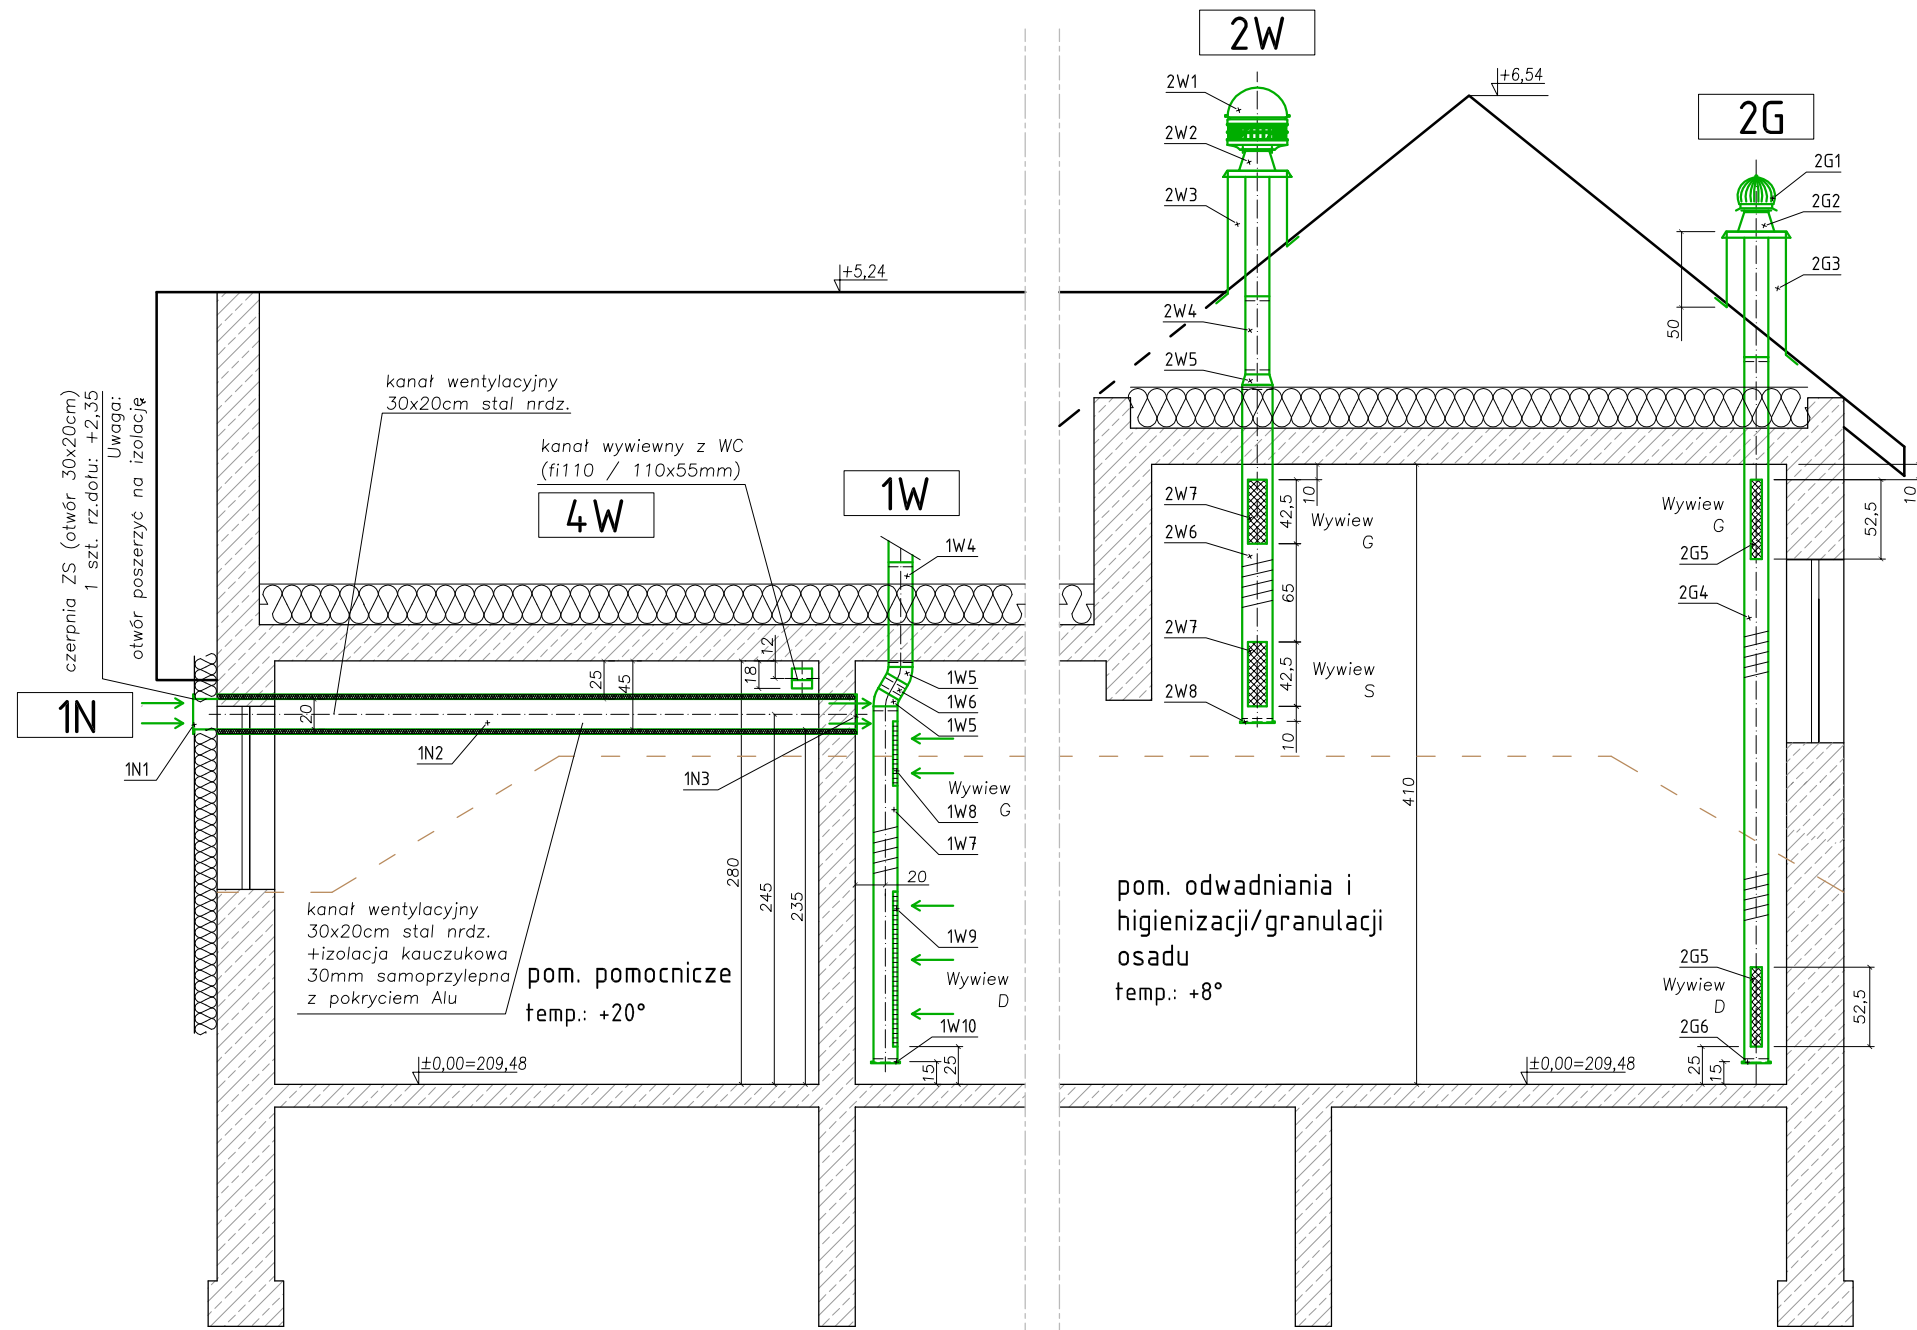 2W
2W1
+6,54
2G
2W2
2G1
2W3
2G2
2G3
+5,24
50
2W4
2W5
czerpnia ZS (otwór 30x20cm)
1 szt. rz.dołu: +2,35
Uwaga:
otwór poszerzyć na izolację
kanał wentylacyjny
30x20cm stal nrdz.
kanał wywiewny z WC
(fi110 / 110x55mm)
4W
1W
1W4
2W7
2W6
42,5
10
Wywiew
G
65
2W7
42,5
Wywiew
S
2W8
10
Wywiew
G
2G5
52,5
10
2G4
1N
1N1
20
25
45
12
18
1N2
1N3
1W5
1W6
1W5
Wywiew
G
1W8
1W7
20
280
245
235
410
kanał wentylacyjny
30x20cm stal nrdz.
+izolacja kauczukowa
30mm samoprzylepna
z pokryciem Alu
pom. pomocnicze
temp.: +20°
1W9
Wywiew
D
1W10
15
25
pom. odwadniania i
higienizacji/granulacji
osadu
temp.: +8°
2G5
Wywiew
D
2G6
52,5
25
15
±0,00=209,48
±0,00=209,48